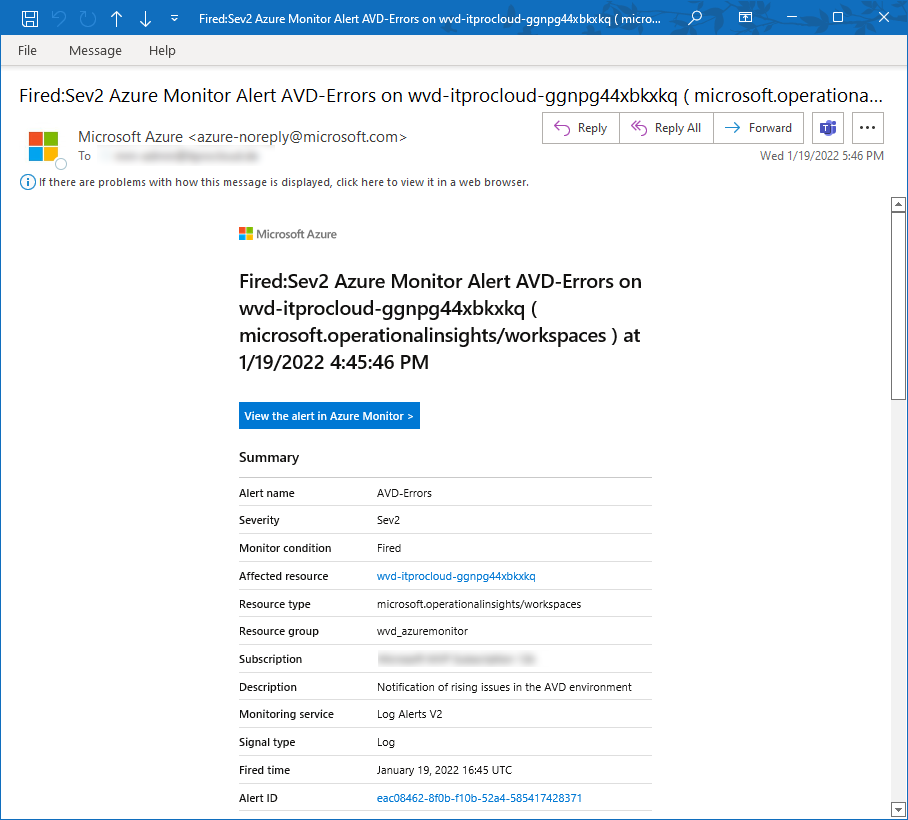 Fired:Sev2 Azure Monitor Alert AVD-Errors on wvd-itprocloud-ggnpg44xbkxkq ( micro...
File Message Help
Fired:Sev2 Azure Monitor Alert AVD-Errors on wvd-itprocloud-ggnpg44xbkxkq ( microsoft.operationa...
Microsoft Azure <azure-noreply@microsoft.com>
Reply Reply All Forward
To
Wed 1/19/2022 5:46 PM
If there are problems with how this message is displayed, click here to view it in a web browser.
Microsoft Azure
Fired:Sev2 Azure Monitor Alert AVD-Errors on
wvd-itprocloud-ggnpg44xbkxkq (
microsoft.operationalinsights/workspaces ) at
1/19/2022 4:45:46 PM
View the alert in Azure Monitor >
Summary
Alert name AVD-Errors
Severity Sev2
Monitor condition Fired
Affected resource wvd-itprocloud-ggnpg44xbkxkq
Resource type microsoft.operationalinsights/workspaces
Resource group wvd_azuremonitor
Subscription
Description Notification of rising issues in the AVD environment
Monitoring service Log Alerts V2
Signal type Log
Fired time January 19, 2022 16:45 UTC
Alert ID eac08462-8f0b-f10b-52a4-585417428371